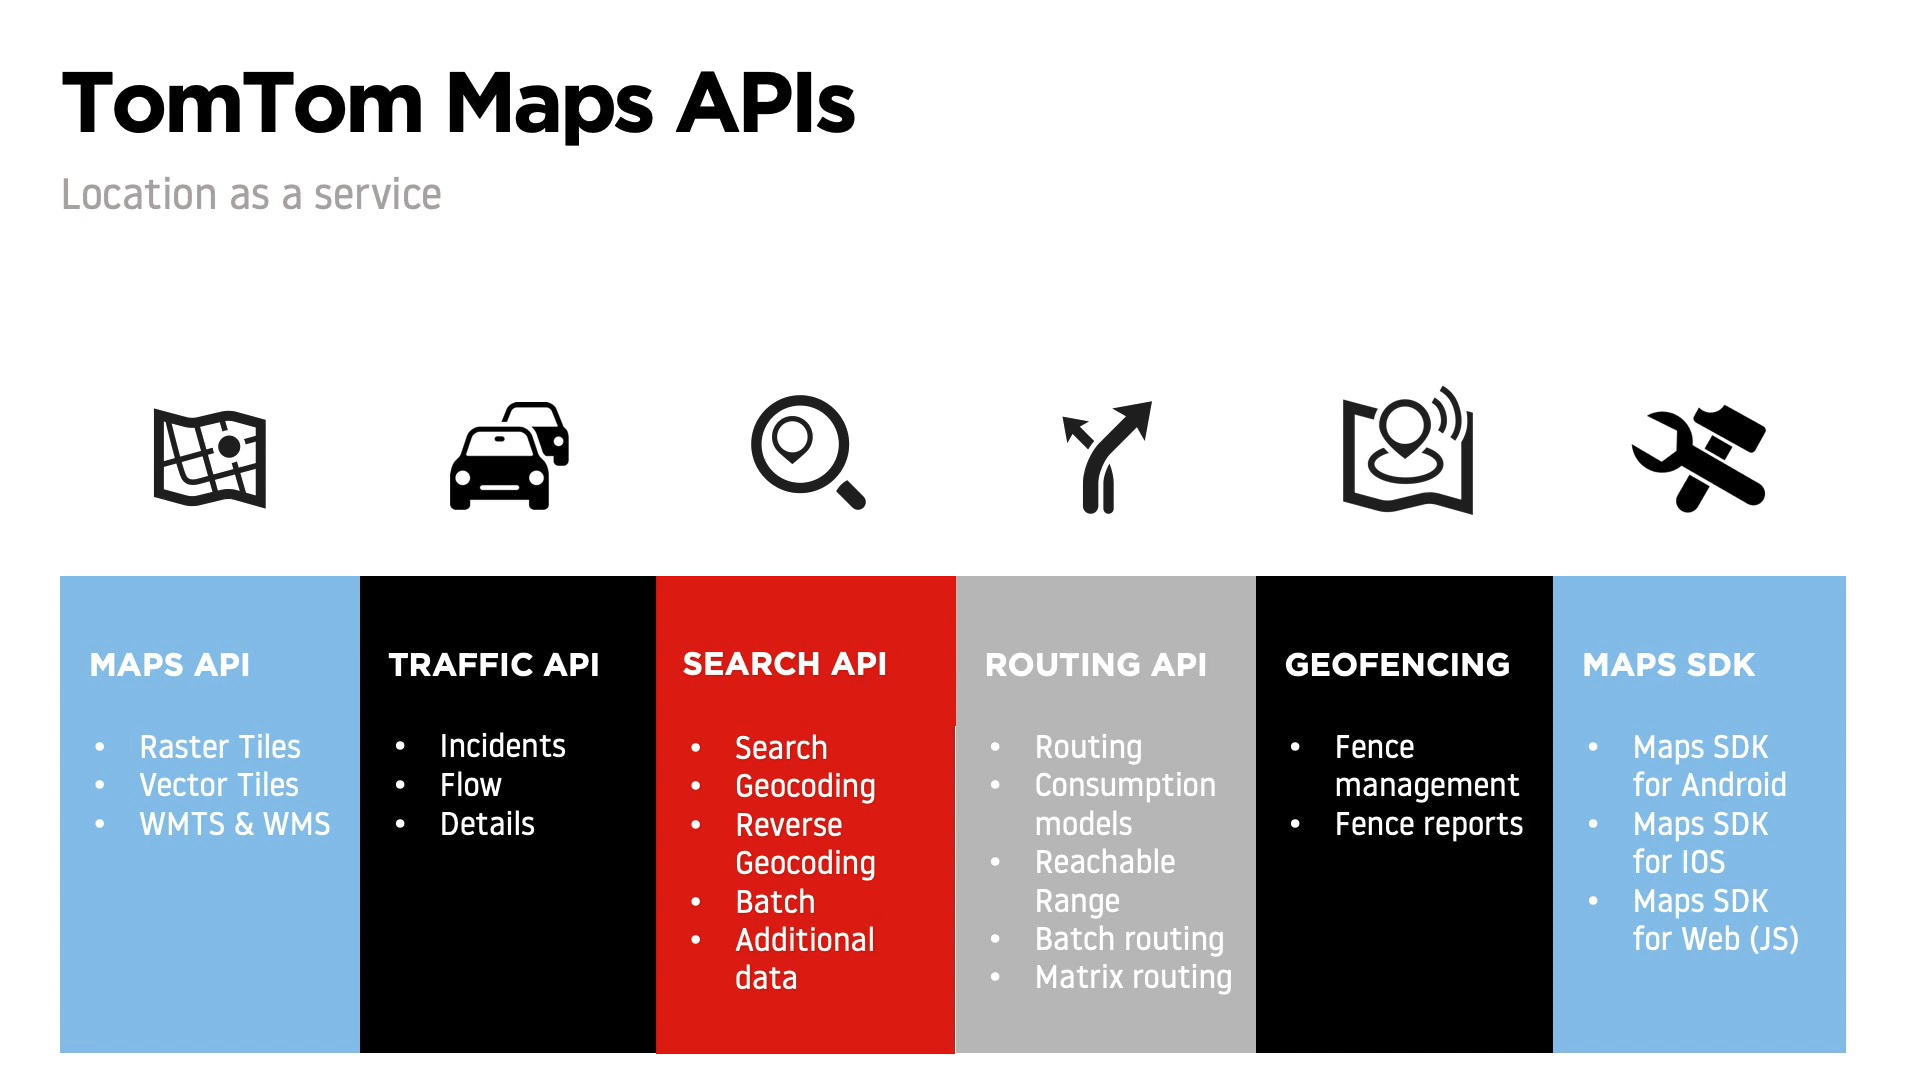 TomTom Maps APIs
Location as a service
MAPS API
• Raster Tiles
• Vector Tiles
• WMTS & WMS
TRAFFIC API
• Incidents
• Flow
• Details
SEARCH API
• Search
• Geocoding
• Reverse
Geocoding
• Batch
• Additional
data
ROUTING API
• Routing
• Consumption
models
• Reachable
Range
• Batch routing
• Matrix routing
GEOFENCING
• Fence
management
• Fence reports
MAPS SDK
• Maps SDK
for Android
• Maps SDK
for IOS
• Maps SDK
for Web (JS)